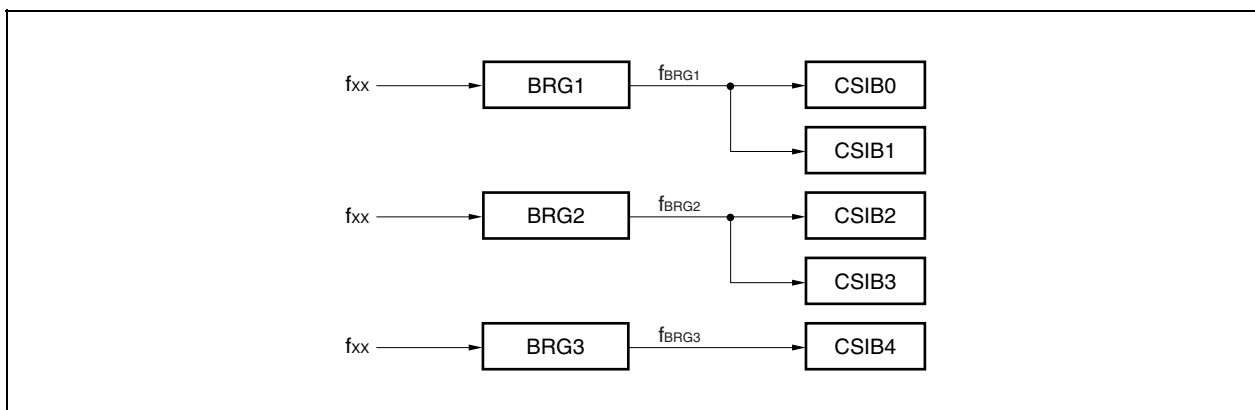 fxx BRG1 fBRG1 CSIB0
CSIB1
fxx BRG2 fBRG2 CSIB2
CSIB3
fxx BRG3 fBRG3 CSIB4